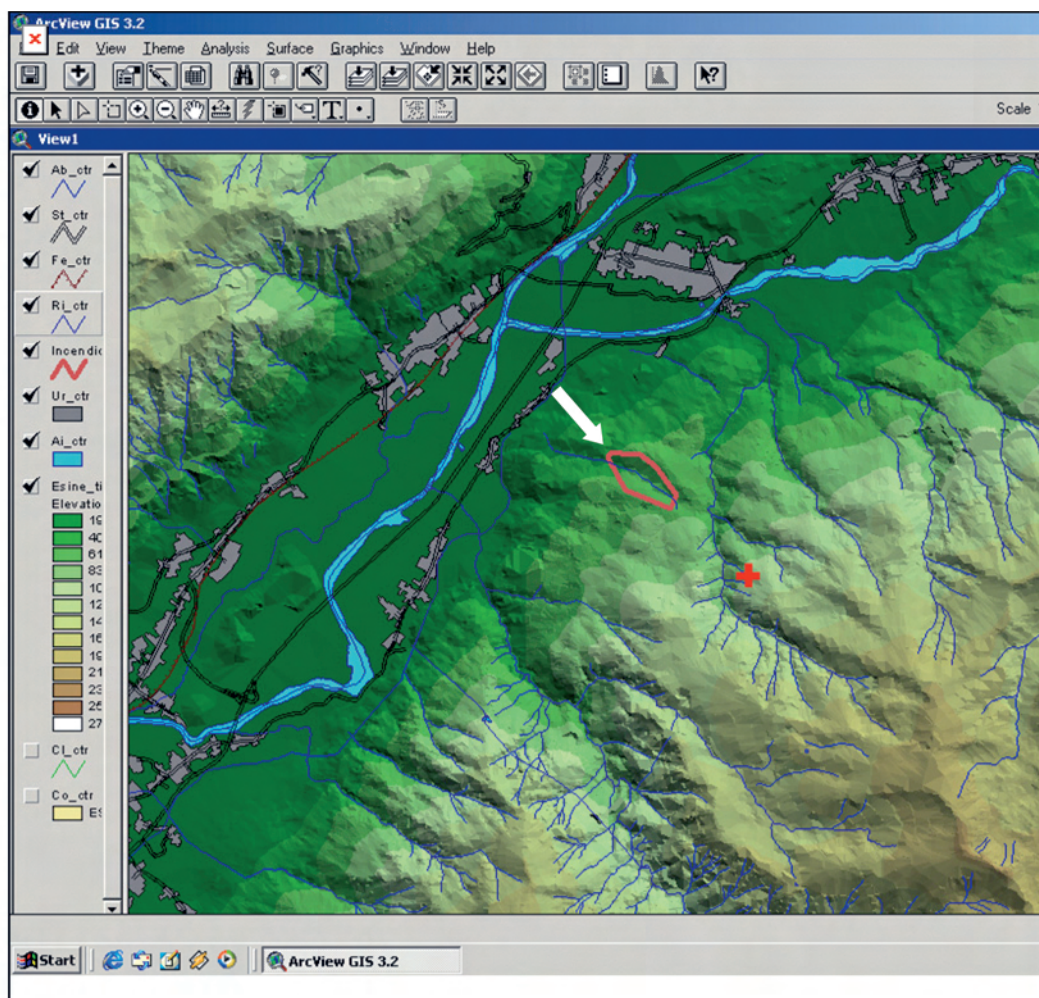 ArcView GIS 3.2
Edit View Theme Analysis Surface Graphics Window Help
Scale
View1
Ab_ctr
St_ctr
Fe_ctr
Ri_ctr
Incendic
Ur_ctr
Ai_ctr
Esine_ti
Elevatio
19
40
61
83
10
12
14
16
19
21
23
25
27
Cl_ctr
Co_ctr
ES
Start ArcView GIS 3.2